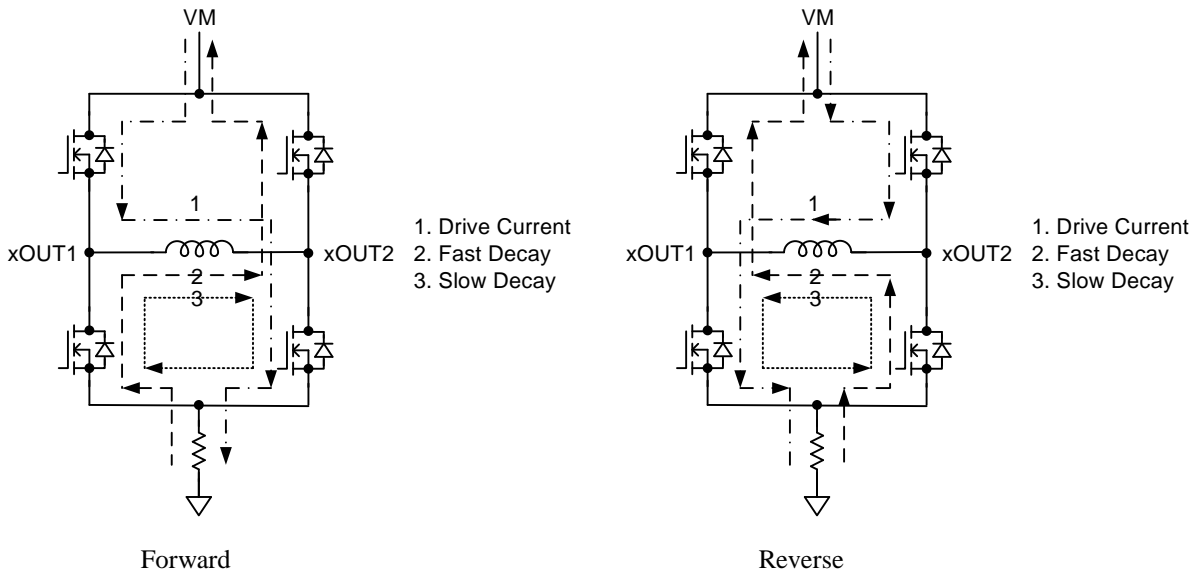 VM
xOUT1
xOUT2
1
2
3
1. Drive Current
2. Fast Decay
3. Slow Decay
Forward
VM
xOUT1
xOUT2
1
2
3
1. Drive Current
2. Fast Decay
3. Slow Decay
Reverse